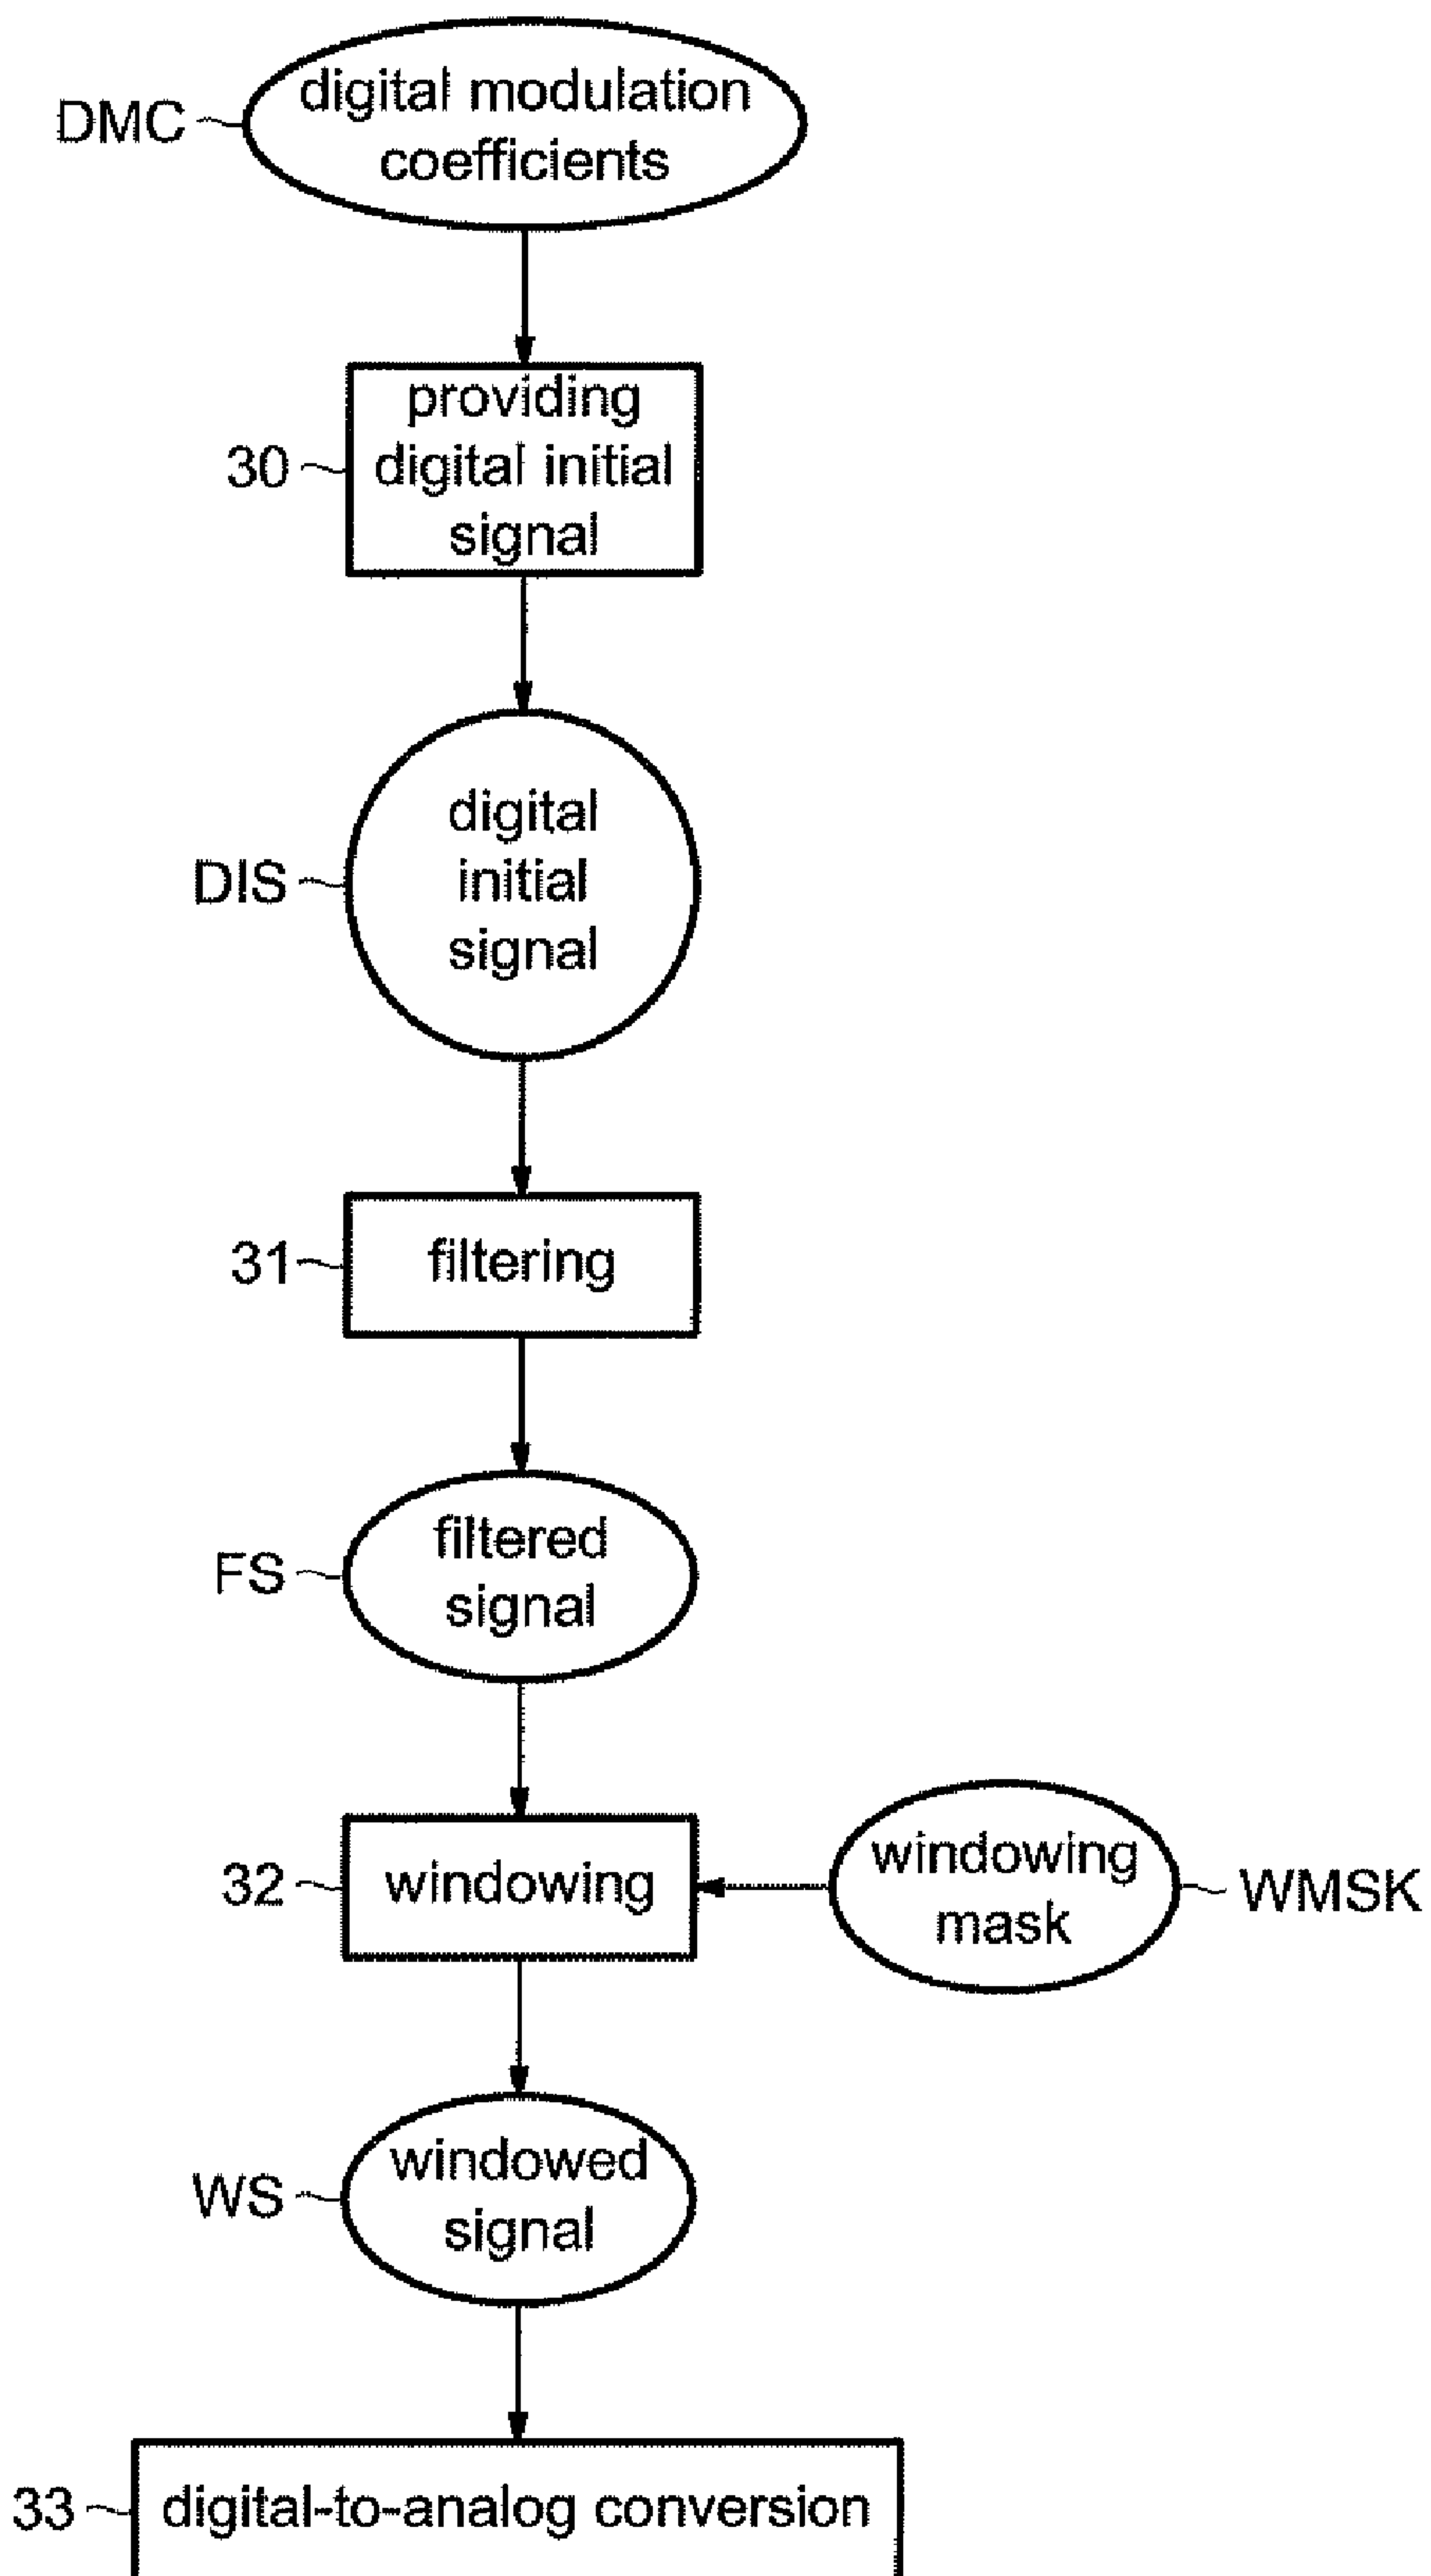 digital modulation
DMC
coefficients
providing
30
digital initial
signal
digital
DIS
initial
signal
31
filtering
filtered
FS
signal
windowing
32
windowing
mask
WMSK
windowed
WS
signal
33
digital-to-analog conversion